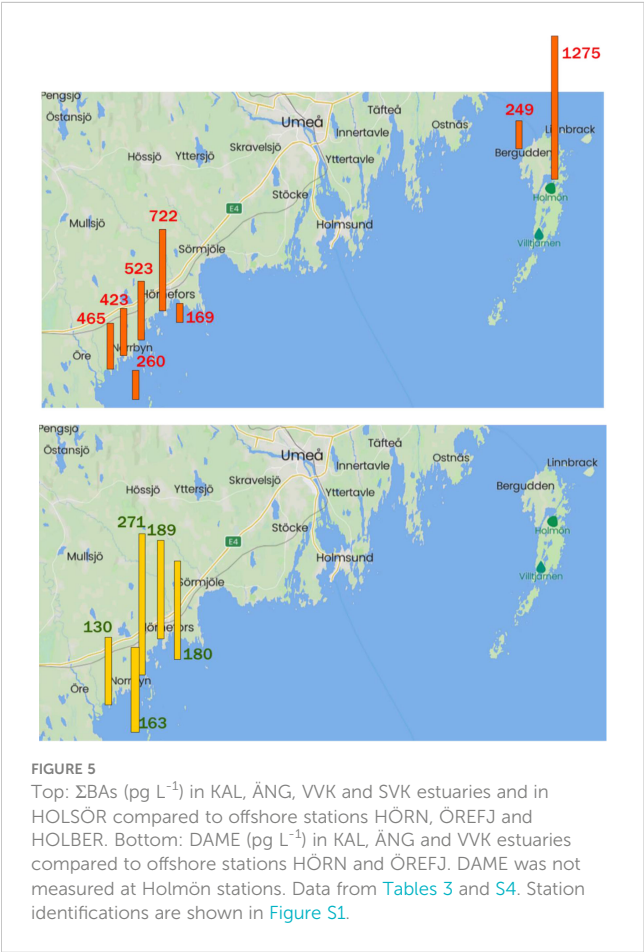 1275
249
Pengsjö
Östansjö
Umeå
Täfteå
Ostnäs
Innertavle
Linnbrack
Bergudden
Hössjö
Yttersjö
Skravelsjö
Yttertavle
Stöcke
Holmön
E4
Mullsjö
722
Holmsund
Villtjärnen
Sörmjöle
523
Hörnefors
423
465
169
Norrbyn
Öre
260
Pengsjö
Östansjö
Umeå
Täfteå
Ostnäs
Innertavle
Linnbrack
Bergudden
Hössjö
Yttersjö
Skravelsjö
Yttertavle
271
189
Stöcke
Holmön
E4
Mullsjö
Holmsund
Villtjärnen
Sörmjöle
130
Hörnefors
180
Öre
Norrbyn
163
FIGURE 5
Top: ΣBAs (pg L-1) in KAL, ÄNG, VVK and SVK estuaries and in
HOLSÖR compared to offshore stations HÖRN, ÖREFJ and
HOLBER. Bottom: DAME (pg L-1) in KAL, ÄNG and VVK estuaries
compared to offshore stations HÖRN and ÖREFJ. DAME was not
measured at Holmön stations. Data from Tables 3 and S4. Station
identifications are shown in Figure S1.